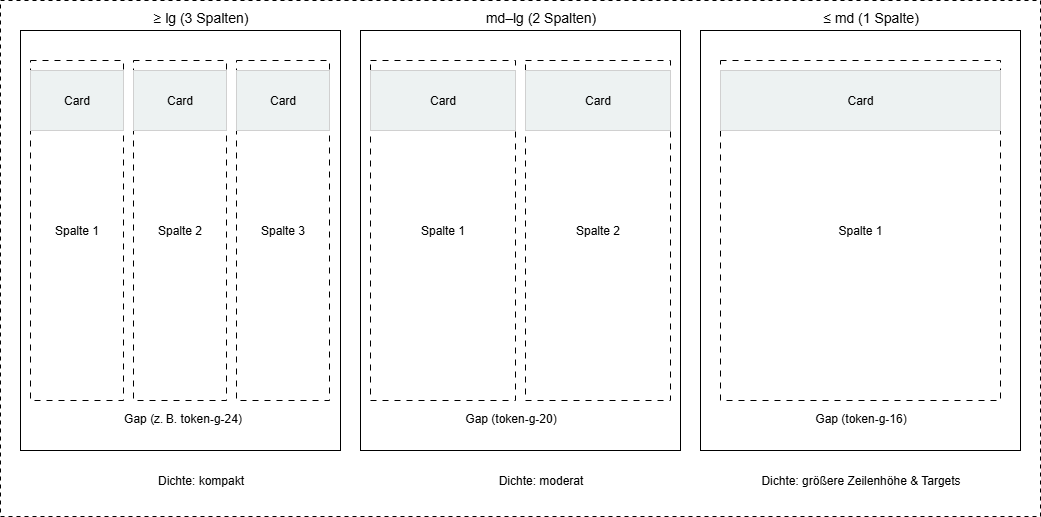 ≥ lg (3 Spalten)
Card
Card
Card
Spalte 1
Spalte 2
Spalte 3
Gap (z. B. token-g-24)
Dichte: kompakt
md–lg (2 Spalten)
Card
Card
Spalte 1
Spalte 2
Gap (token-g-20)
Dichte: moderat
≤ md (1 Spalte)
Card
Spalte 1
Gap (token-g-16)
Dichte: größere Zeilenhöhe & Targets